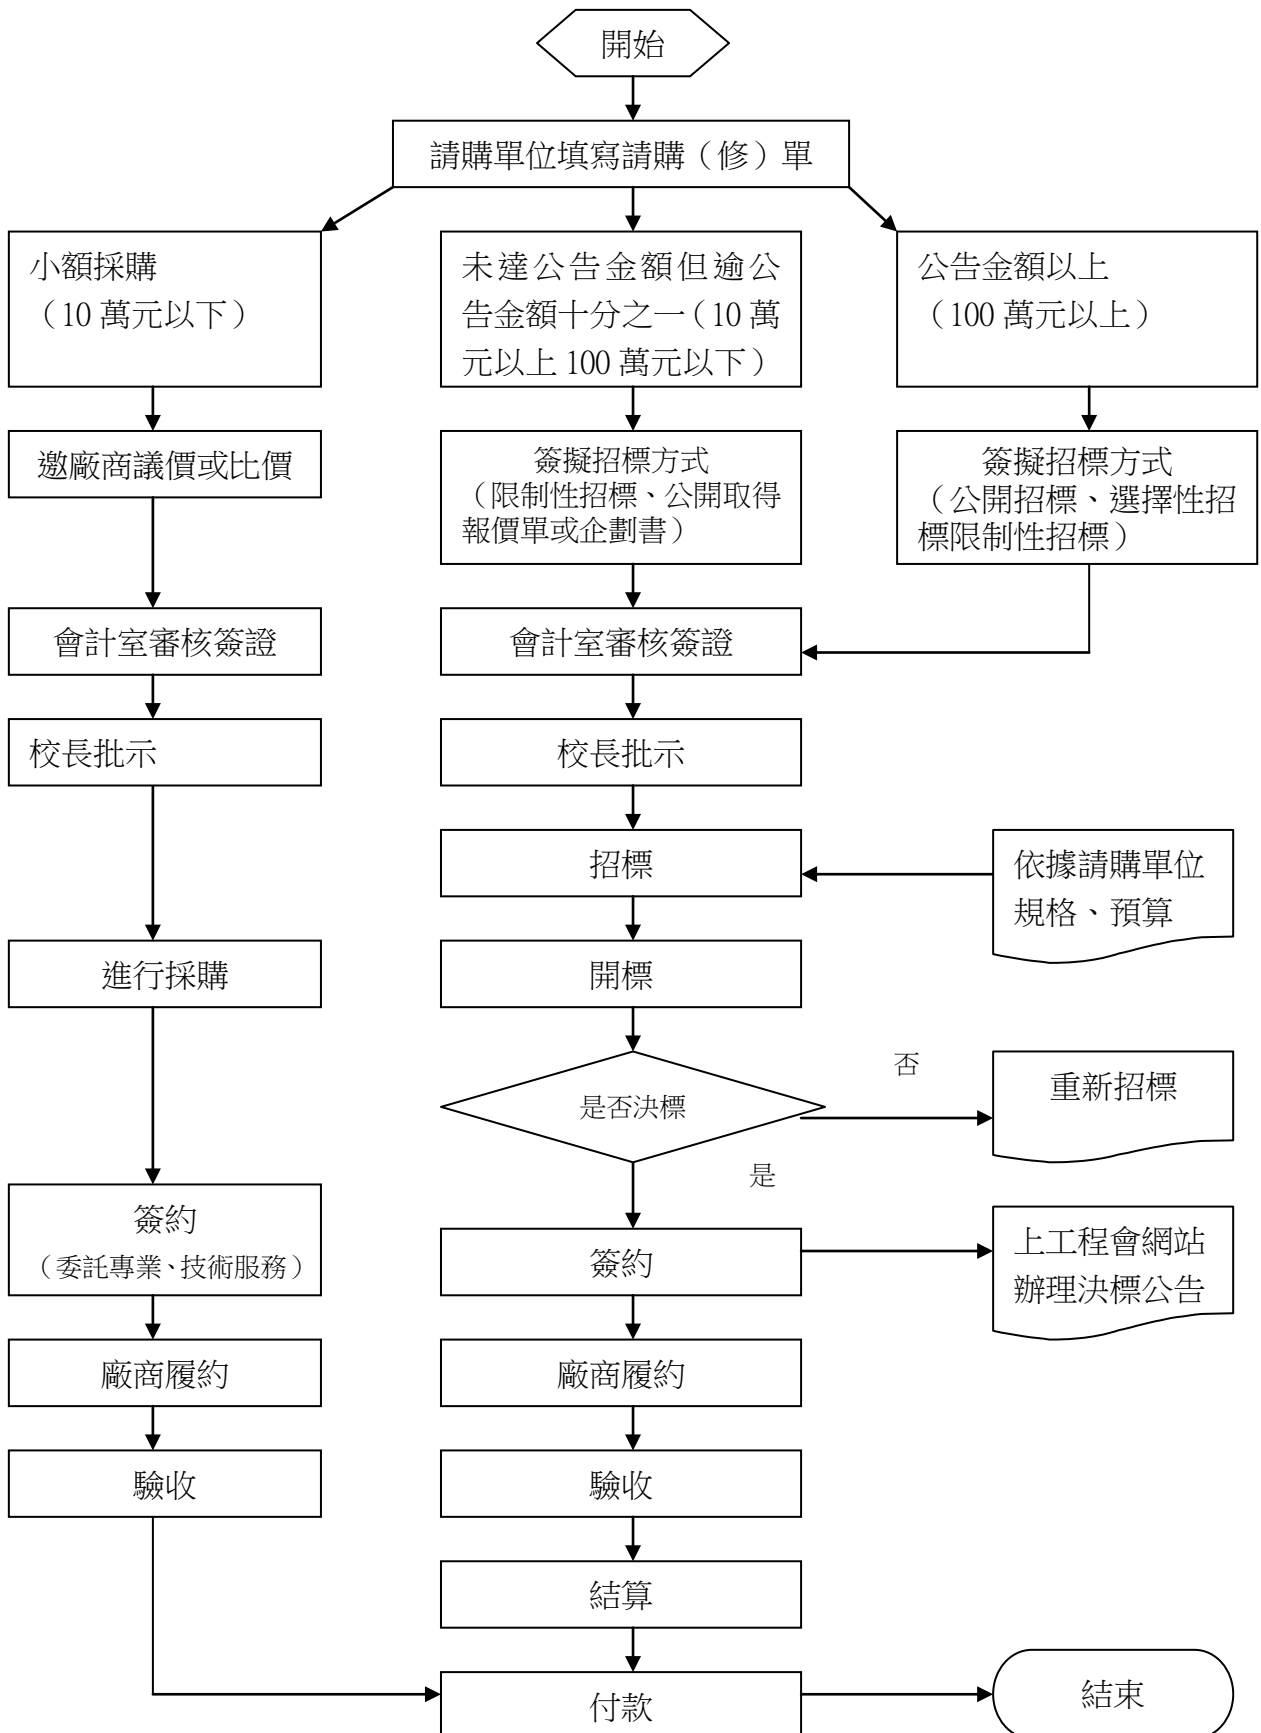 開始
請購單位填寫請購（修）單
小額採購
（10 萬元以下）
未達公告金額但逾公
告金額十分之一（10 萬
元以上 100 萬元以下）
公告金額以上
（100 萬元以上）
邀廠商議價或比價
簽擬招標方式
（限制性招標、公開取得
報價單或企劃書）
簽擬招標方式
（公開招標、選擇性招
標限制性招標）
會計室審核簽證
會計室審核簽證
校長批示
校長批示
招標
依據請購單位
規格、預算
進行採購
開標
是否決標
否
重新招標
是
簽約
（委託專業、技術服務）
簽約
上工程會網站
辦理決標公告
廠商履約
廠商履約
驗收
驗收
結算
付款
結束